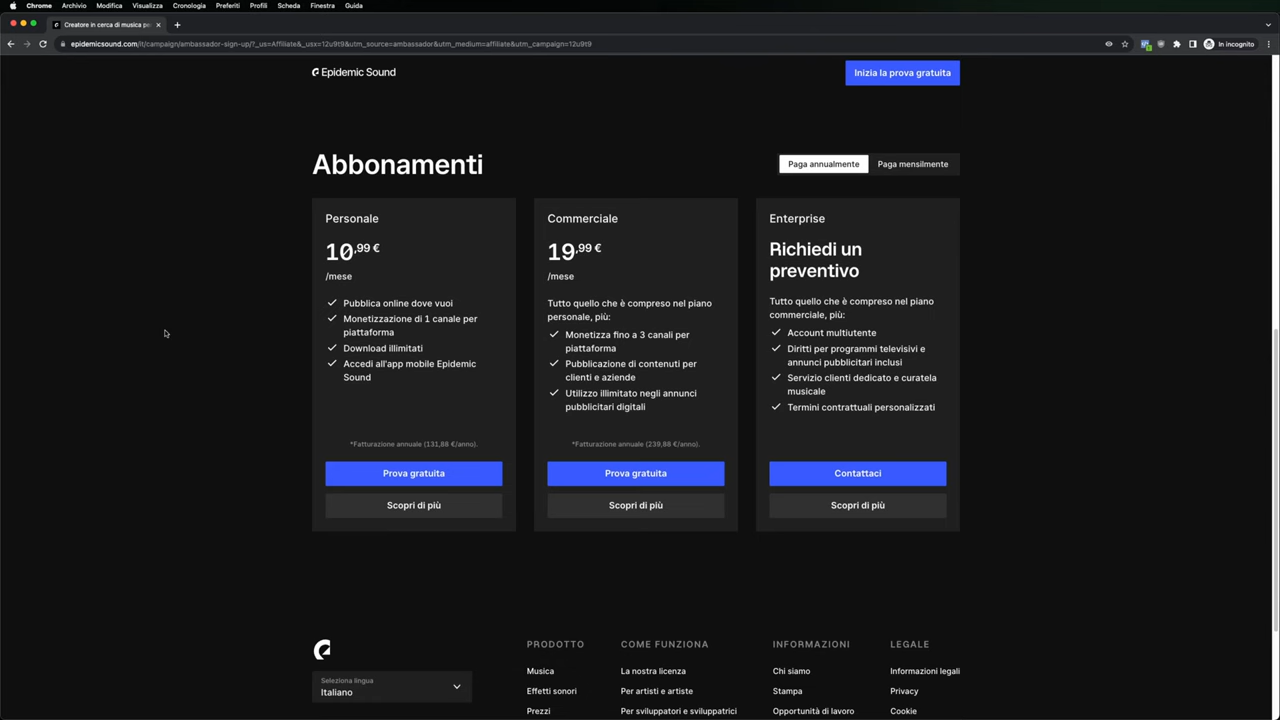 Chrome Archivio Modifica Visualizza Cronologia Preferiti Profili Scheda Finestra Guida
Creatore in cerca di musica pe
epidemicsound.com/it/campaign/ambassador-sign-up/?_us=Affiliate&_usx=12u9t9&utm_source=ambassador&utm_medium=affiliate&utm_campaign=12u9t9
In incognito
Epidemic Sound
Inizia la prova gratuita
Abbonamenti
Paga annualmente
Paga mensilmente
Personale
10,99 €
/mese
Pubblica online dove vuoi
Monetizzazione di 1 canale per
piattaforma
Download illimitati
Accedi all'app mobile Epidemic
Sound
*Fatturazione annuale (131,88 €/anno).
Prova gratuita
Scopri di più
Commerciale
19,99 €
/mese
Tutto quello che è compreso nel piano
personale, più:
Monetizza fino a 3 canali per
piattaforma
Pubblicazione di contenuti per
clienti e aziende
Utilizzo illimitato negli annunci
pubblicitari digitali
*Fatturazione annuale (239,88 €/anno).
Prova gratuita
Scopri di più
Enterprise
Richiedi un
preventivo
Tutto quello che è compreso nel piano
commerciale, più:
Account multiutente
Diritti per programmi televisivi e
annunci pubblicitari inclusi
Servizio clienti dedicato e curatela
musicale
Termini contrattuali personalizzati
Contattaci
Scopri di più
Seleziona lingua
Italiano
PRODOTTO
Musica
Effetti sonori
Prezzi
COME FUNZIONA
La nostra licenza
Per artisti e artiste
Per sviluppatori e sviluppatrici
INFORMAZIONI
Chi siamo
Stampa
Opportunità di lavoro
LEGALE
Informazioni legali
Privacy
Cookie